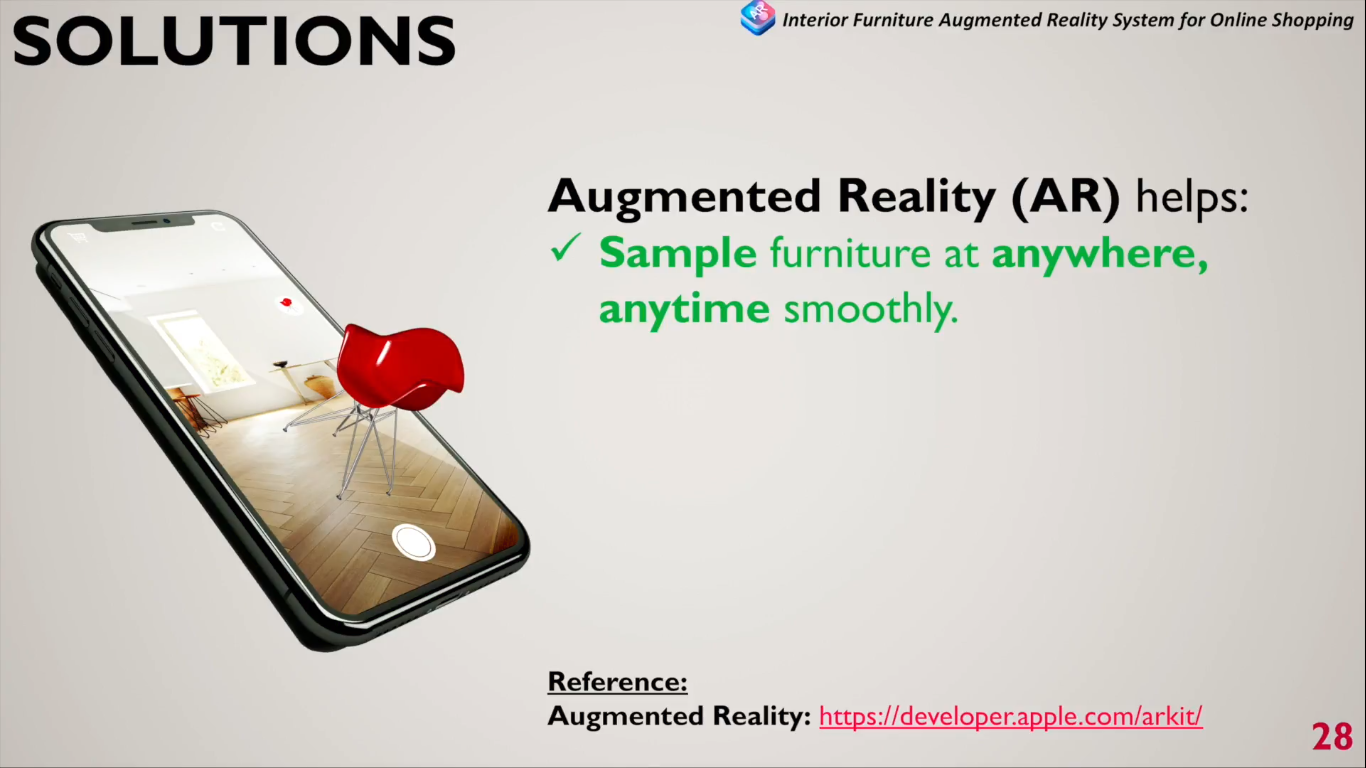 SOLUTIONS
AR Interior Furniture Augmented Reality System for Online Shopping
Augmented Reality (AR) helps:
✓ Sample furniture at anywhere,
anytime smoothly.
Reference:
Augmented Reality: https://developer.apple.com/arkit/
28